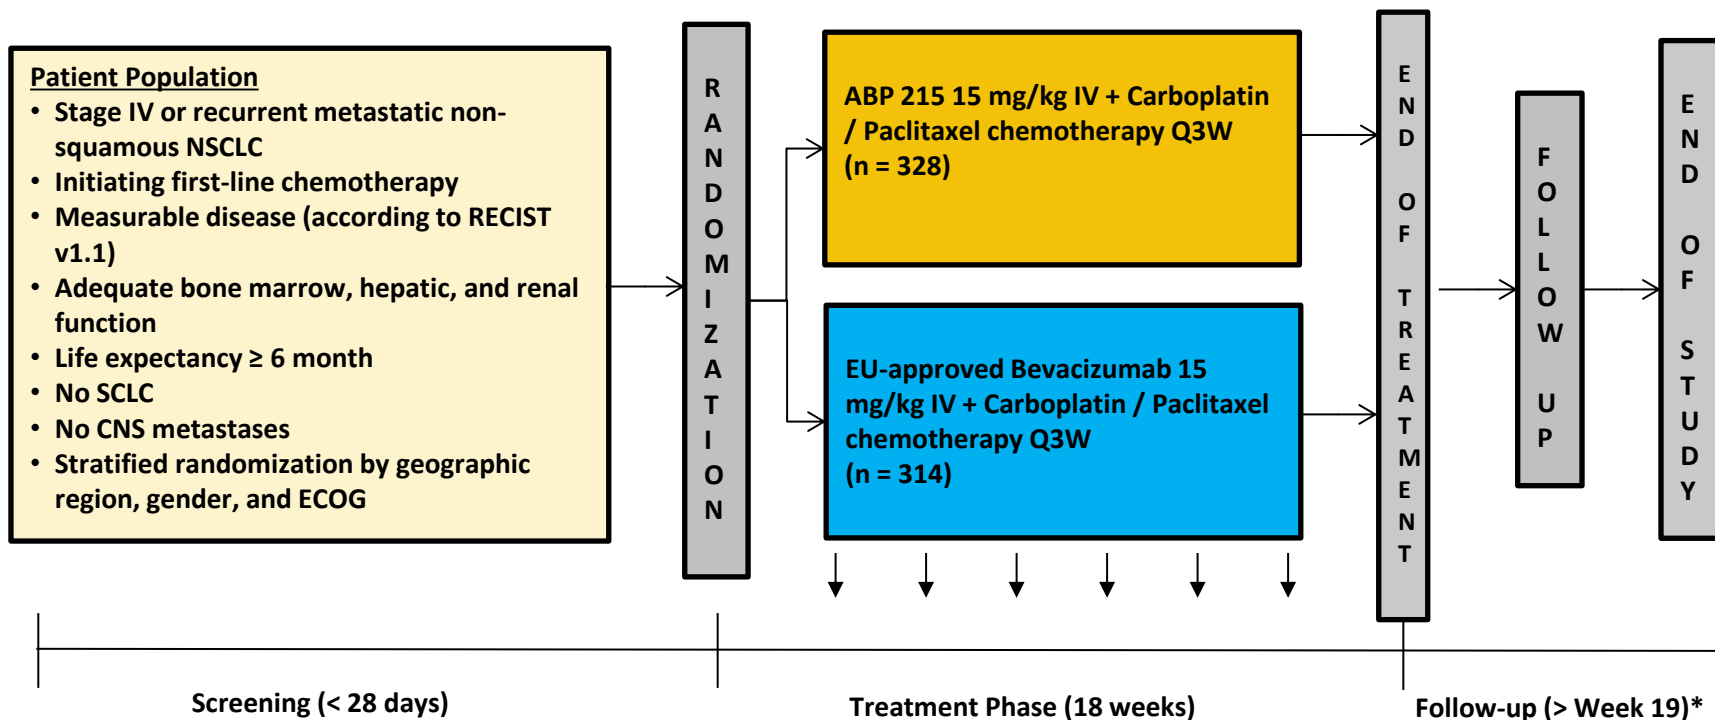 Patient Population
• Stage IV or recurrent metastatic non-
squamous NSCLC
• Initiating first-line chemotherapy
• Measurable disease (according to RECIST
v1.1)
• Adequate bone marrow, hepatic, and renal
function
• Life expectancy ≥ 6 month
• No SCLC
• No CNS metastases
• Stratified randomization by geographic
region, gender, and ECOG
RANDOMIZATION
ABP 215 15 mg/kg IV + Carboplatin
/ Paclitaxel chemotherapy Q3W
(n = 328)
EU-approved Bevacizumab 15
mg/kg IV + Carboplatin / Paclitaxel
chemotherapy Q3W
(n = 314)
END OF TREATMENT
FOLLOW UP
END OF STUDY
Screening (< 28 days)
Treatment Phase (18 weeks)
Follow-up (> Week 19)*